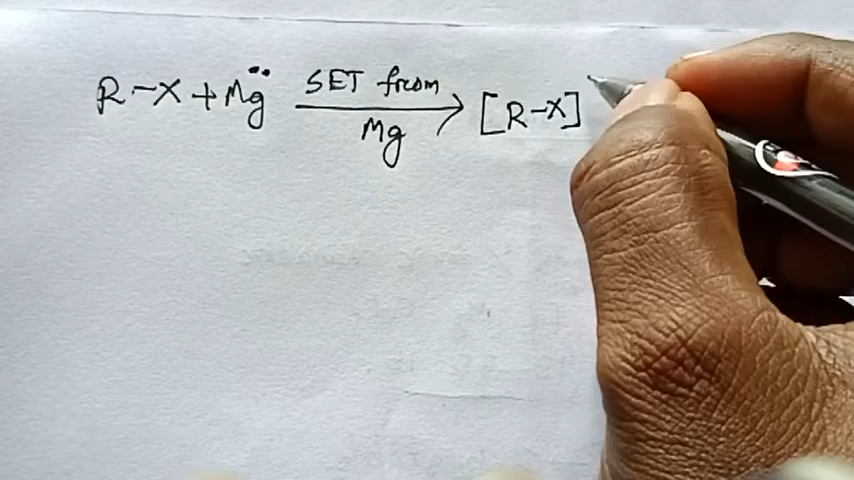 R-X + Mg̈ SET from [R-X]
Mg